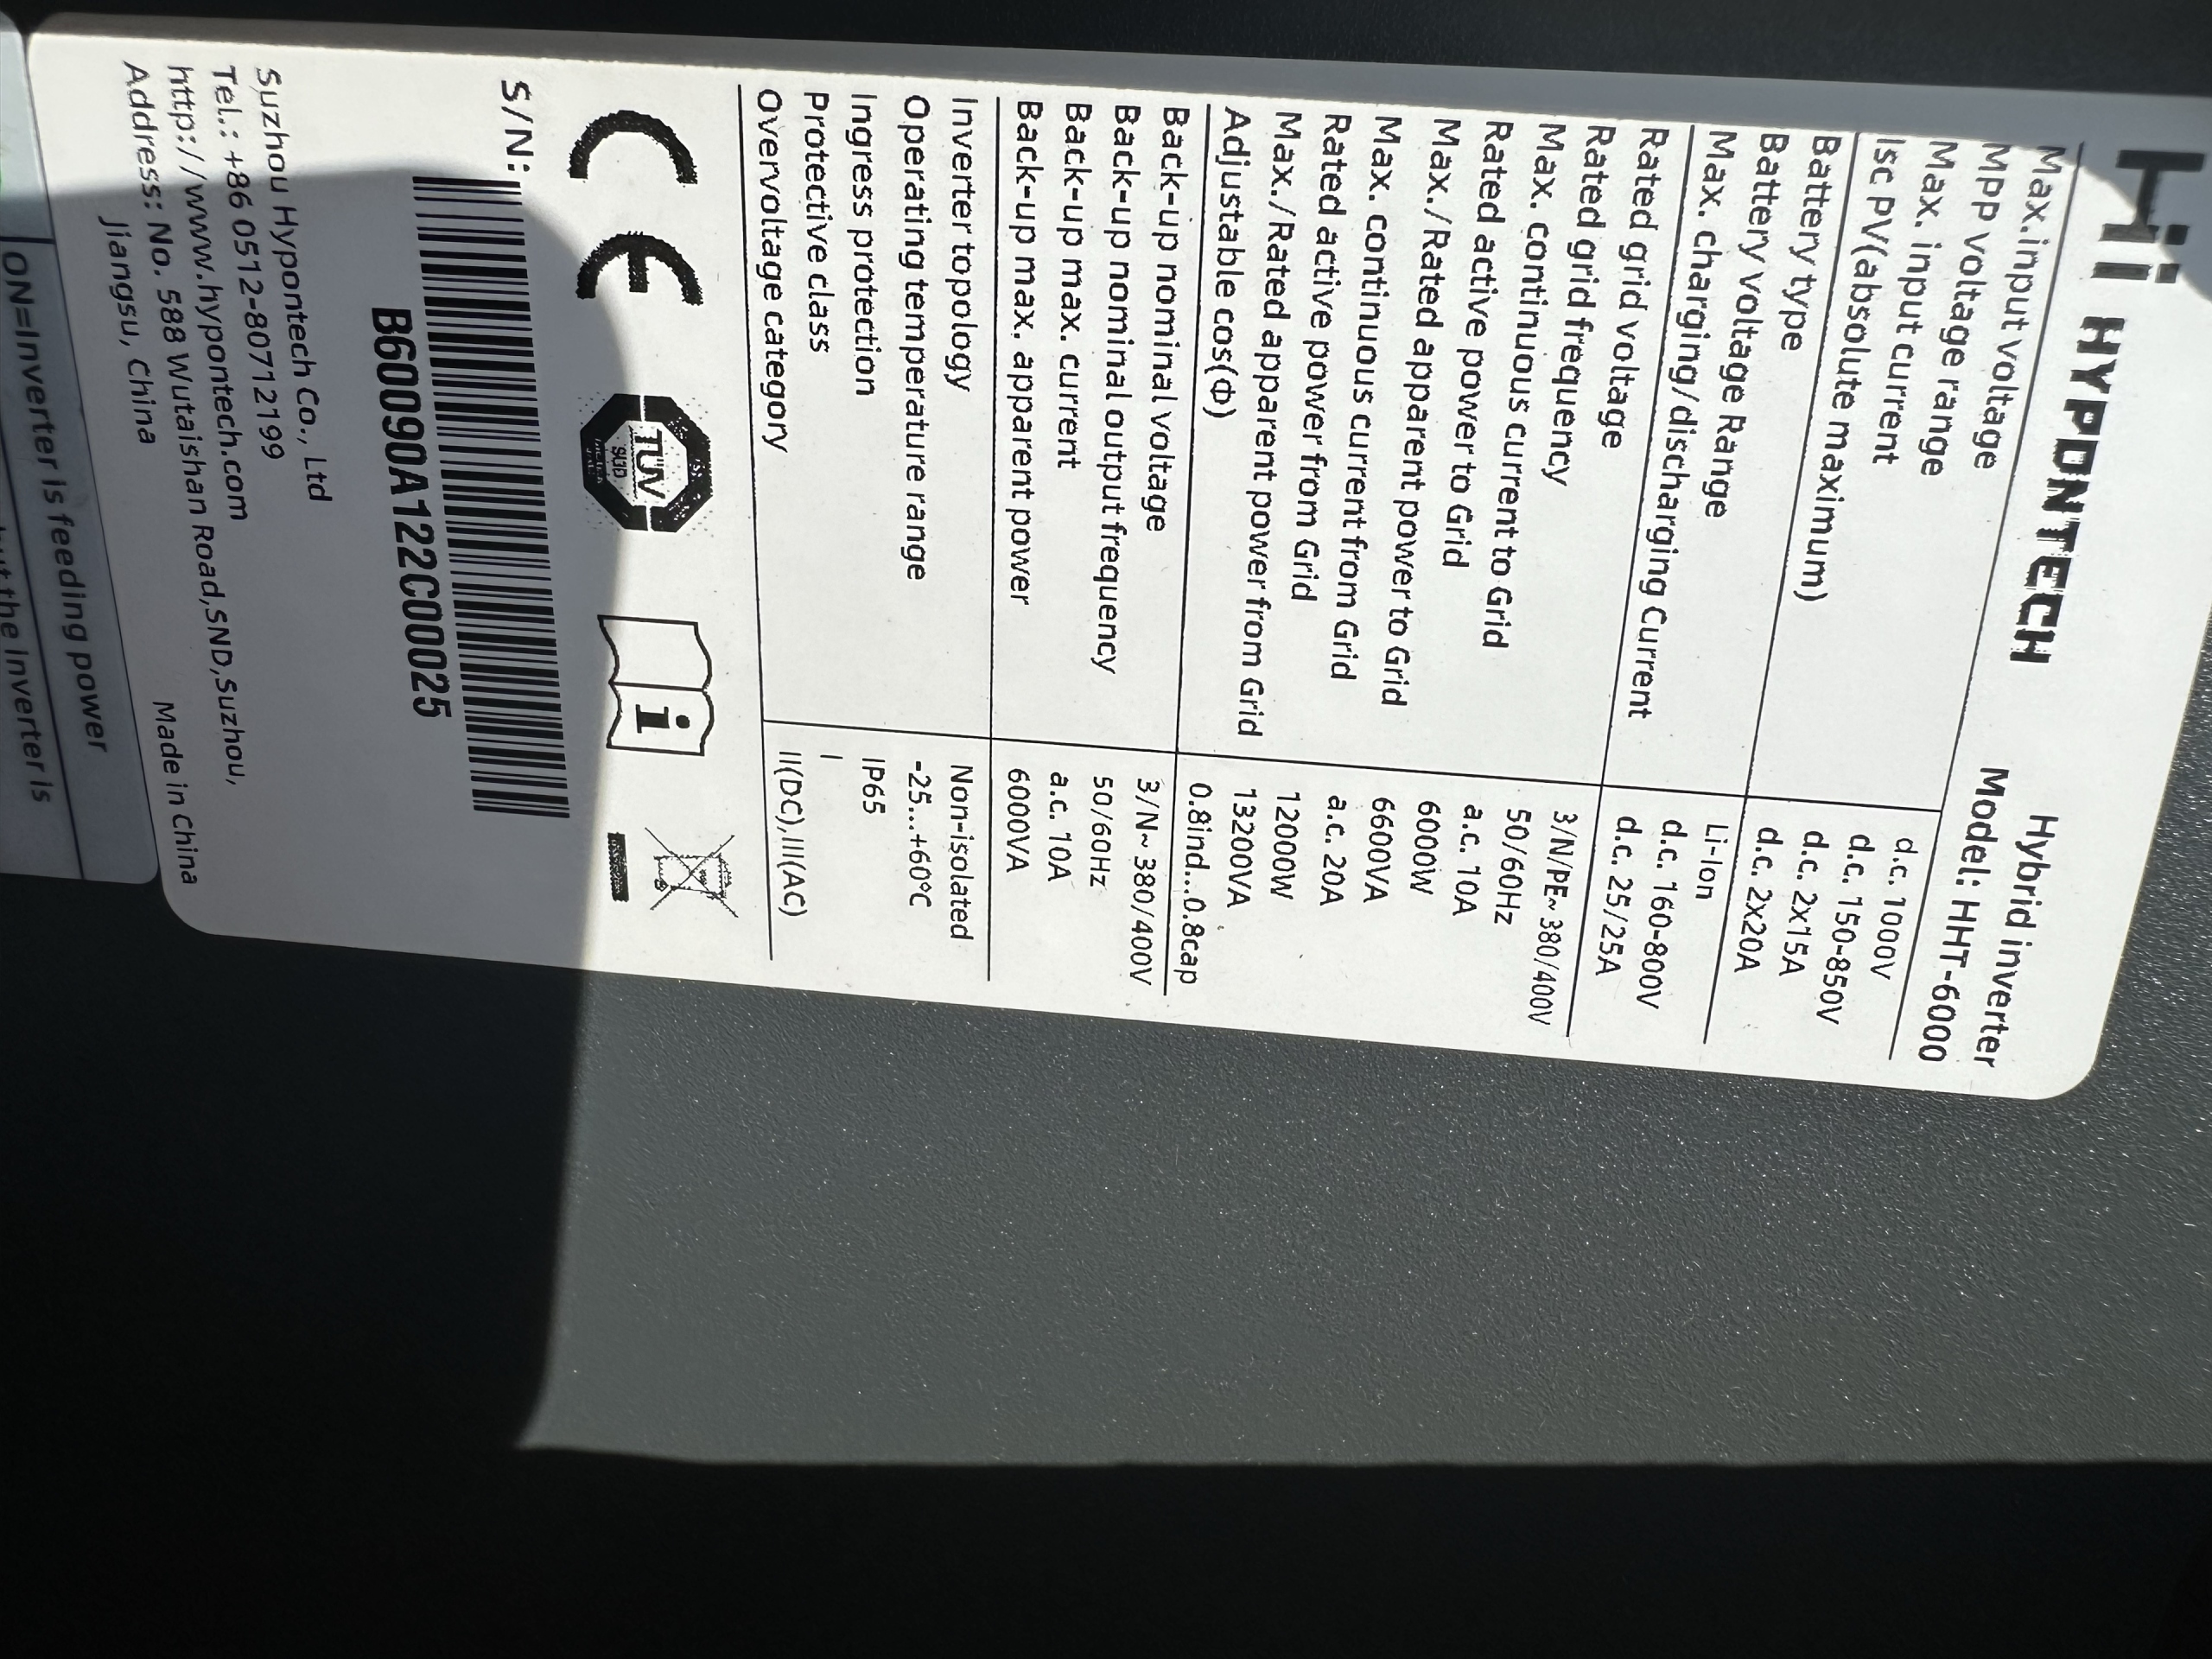 Hi HYPONTECH
Hybrid inverter
Model: HHT-6000
Max.input voltage d.c. 1000V
MPP voltage range d.c. 150-850V
Max. input current d.c. 2x15A
Isc PV(absolute maximum) d.c. 2x20A
Battery type Li-Ion
Battery voltage Range d.c. 160-800V
Max. charging/discharging Current d.c. 25/25A
Rated grid voltage 3/N/PE~ 380/400V
Rated grid frequency 50/60Hz
Max. continuous current to Grid a.c. 10A
Rated active power to Grid 6000W
Max./Rated apparent power to Grid 6600VA
Max. continuous current from Grid a.c. 20A
Rated active power from Grid 12000W
Max./Rated apparent power from Grid 13200VA
Adjustable cos(Φ) 0.8ind...0.8cap
Back-up nominal voltage 3/N~ 380/400V
Back-up nominal output frequency 50/60Hz
Back-up max. current a.c. 10A
Back-up max. apparent power 6000VA
Inverter topology Non-isolated
Operating temperature range -25...+60°C
Ingress protection IP65
Protective class I
Overvoltage category II(DC),III(AC)
CE TÜV SÜD i
S/N:
B60090A122C00025
Suzhou Hypontech Co., Ltd
Tel.: +86 0512-80712199
http://www.hypontech.com
Address: No. 588 Wutaishan Road,SND,Suzhou,
Jiangsu, China
Made in China
ON=Inverter is feeding power
but the inverter is